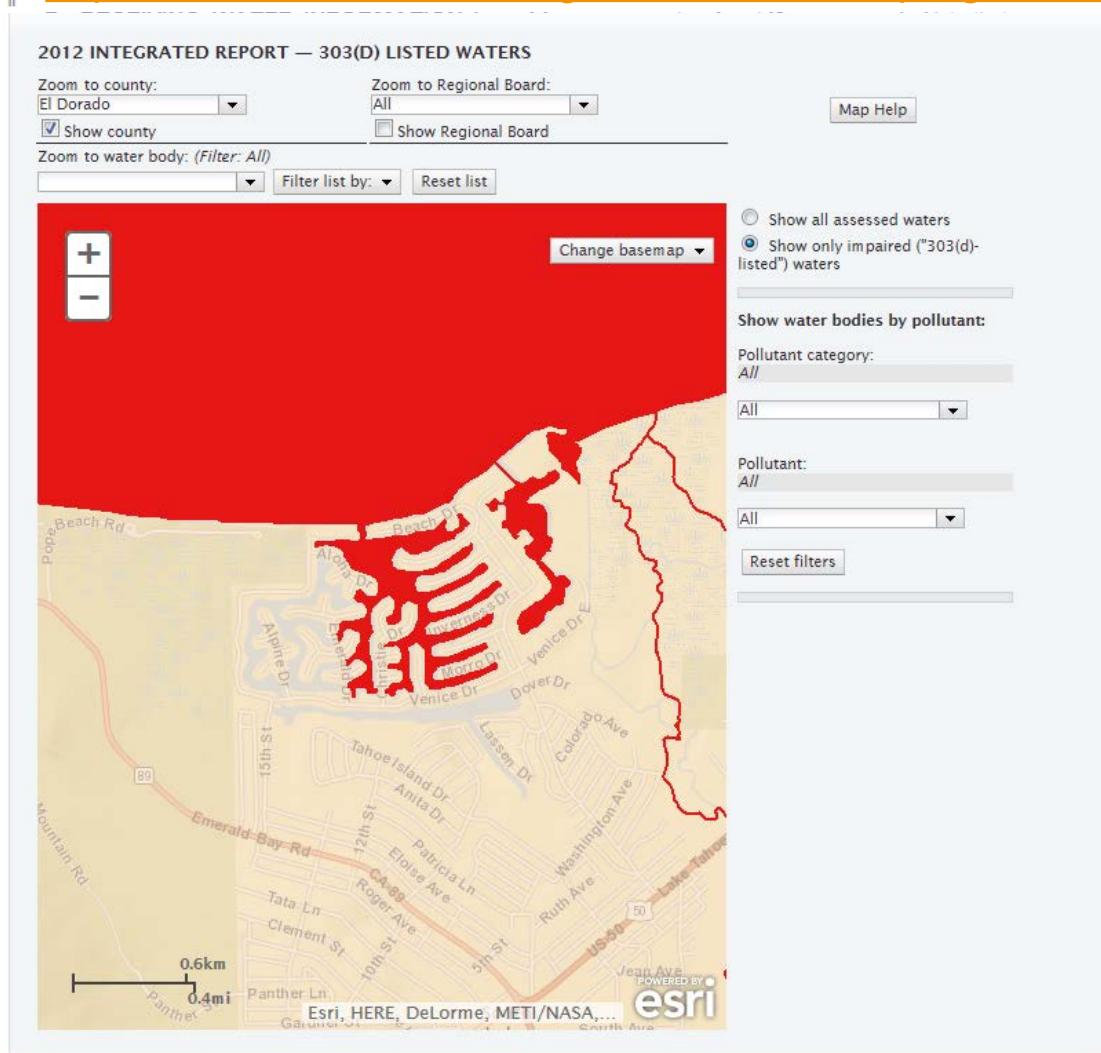 2012 INTEGRATED REPORT — 303(D) LISTED WATERS
Zoom to county:
Zoom to Regional Board:
El Dorado
All
Map Help
Show county
Show Regional Board
Zoom to water body: (Filter: All)
Filter list by:
Reset list
Show all assessed waters
Show only impaired ("303(d)-
listed") waters
+
Change basemap
−
Show water bodies by pollutant:
Pollutant category:
All
All
Pollutant:
All
All
Reset filters
Pope Beach Rd
Beach Dr
Aloha Dr
Alpine Dr
Emerald Dr
Christie Dr
Inverness Dr
Morro Dr
Venice Dr E
Venice Dr
Dover Dr
15th St
Lassen Dr
Colorado Ave
Tahoe Island Dr
Anita Dr
89
Emerald Bay Rd
12th St
Washington Ave
Mountain Rd
Patricia Ln
Eloise Ave
CA-89
Roger Ave
Ruth Ave
Lake Tahoe
50
US-50
Tata Ln
Clement St
10th St
5th St
Jean Ave
0.6km
0.4mi
Panther Ln
Panther
POWERED BY
esri
Esri, HERE, DeLorme, METI/NASA,...
South Ave